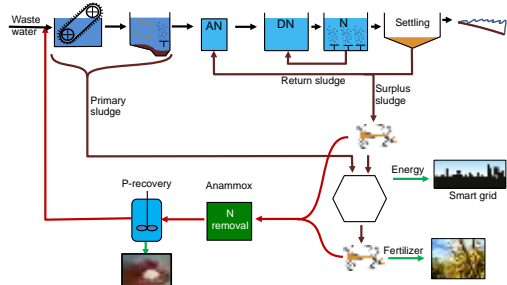 Waste
water
AN
DN
N
Settling
Return sludge
Surplus
sludge
Primary
sludge
Energy
Smart grid
P-recovery
Anammox
N
removal
Fertilizer